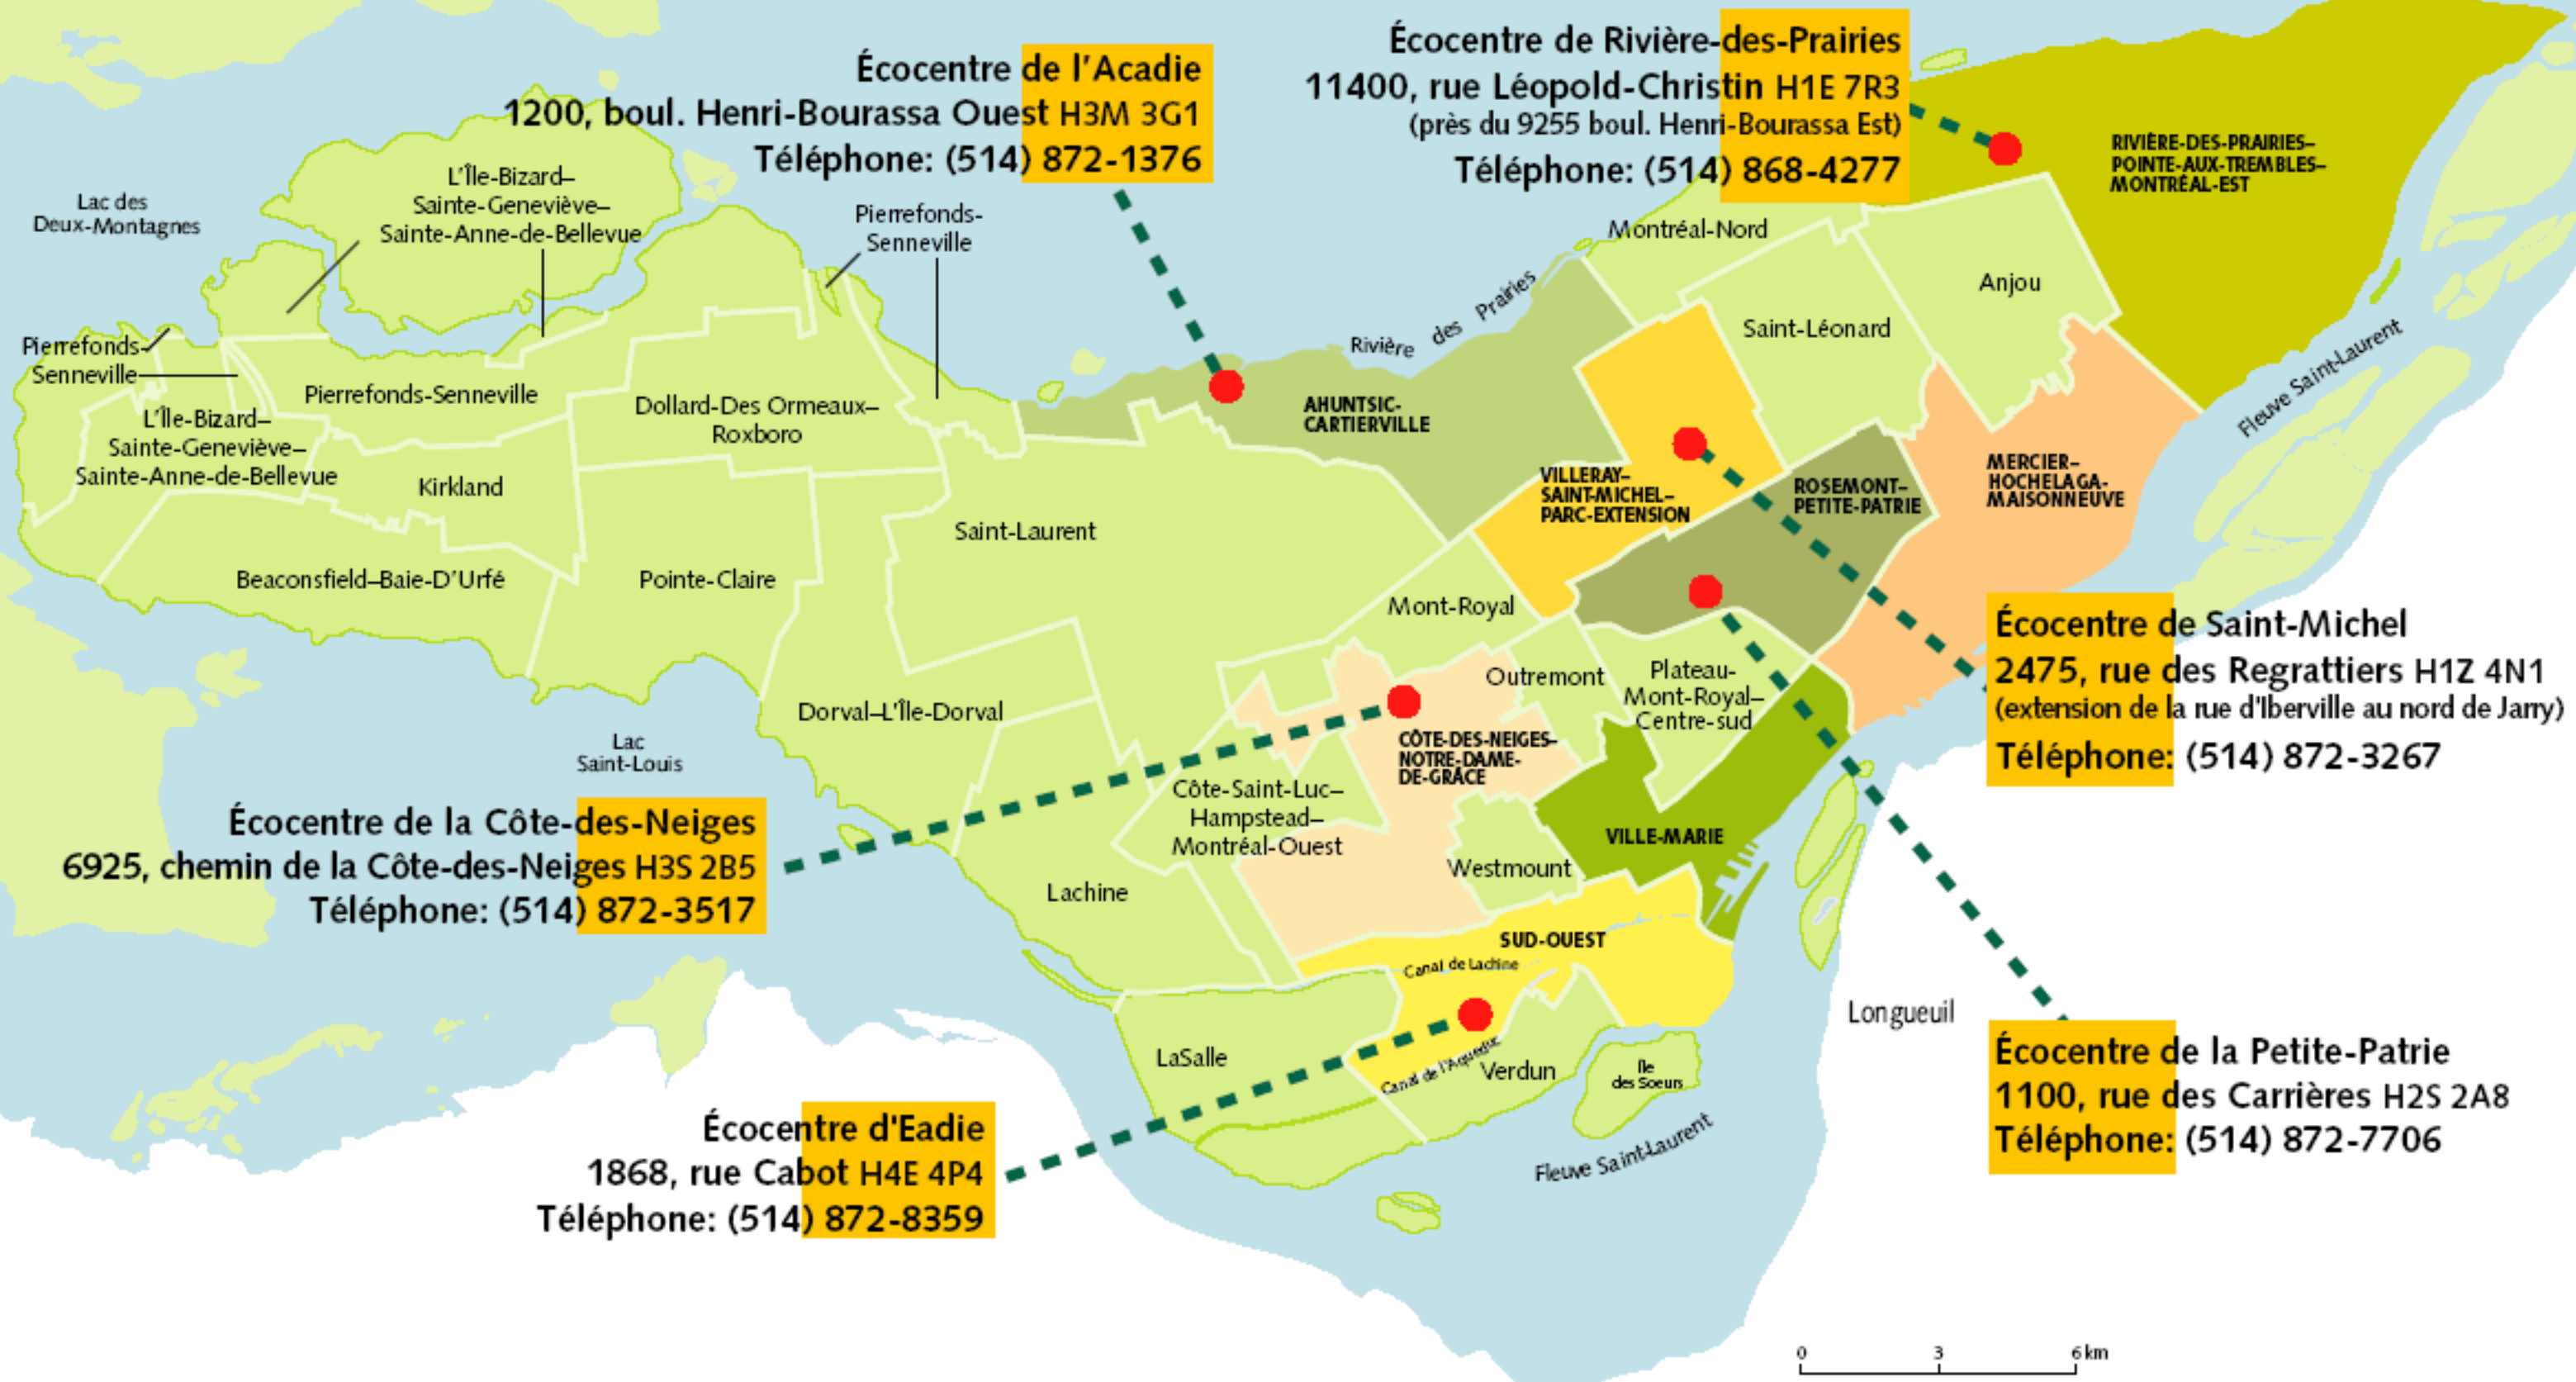 Écocentre de l'Acadie
1200, boul. Henri-Bourassa Ouest H3M 3G1
Téléphone: (514) 872-1376
Écocentre de Rivière-des-Prairies
11400, rue Léopold-Christin H1E 7R3
(près du 9255 boul. Henri-Bourassa Est)
Téléphone: (514) 868-4277
RIVIÈRE-DES-PRAIRIES–
POINTE-AUX-TREMBLES–
MONTRÉAL-EST
Lac des
Deux-Montagnes
L'Île-Bizard–
Sainte-Geneviève–
Sainte-Anne-de-Bellevue
Pierrefonds-
Senneville
Montréal-Nord
Anjou
Saint-Léonard
Rivière des Prairies
Fleuve Saint-Laurent
Pierrefonds-
Senneville
Pierrefonds-Senneville
L'Île-Bizard–
Sainte-Geneviève–
Sainte-Anne-de-Bellevue
Dollard-Des Ormeaux–
Roxboro
AHUNTSIC-
CARTIERVILLE
Kirkland
VILLERAY–
SAINT-MICHEL–
PARC-EXTENSION
ROSEMONT–
PETITE-PATRIE
MERCIER–
HOCHELAGA-
MAISONNEUVE
Saint-Laurent
Beaconsfield–Baie-D'Urfé
Pointe-Claire
Mont-Royal
Outremont
Plateau-
Mont-Royal–
Centre-sud
Écocentre de Saint-Michel
2475, rue des Regrattiers H1Z 4N1
(extension de la rue d'Iberville au nord de Jarry)
Téléphone: (514) 872-3267
Dorval–L'Île-Dorval
Lac
Saint-Louis
CÔTE-DES-NEIGES–
NOTRE-DAME-
DE-GRÂCE
Côte-Saint-Luc–
Hampstead–
Montréal-Ouest
VILLE-MARIE
Westmount
Écocentre de la Côte-des-Neiges
6925, chemin de la Côte-des-Neiges H3S 2B5
Téléphone: (514) 872-3517
Lachine
SUD-OUEST
Canal de Lachine
Longueuil
LaSalle
Canal de l'Aqueduc
Verdun
Île
des Soeurs
Écocentre de la Petite-Patrie
1100, rue des Carrières H2S 2A8
Téléphone: (514) 872-7706
Écocentre d'Eadie
1868, rue Cabot H4E 4P4
Téléphone: (514) 872-8359
Fleuve Saint-Laurent
0 3 6 km